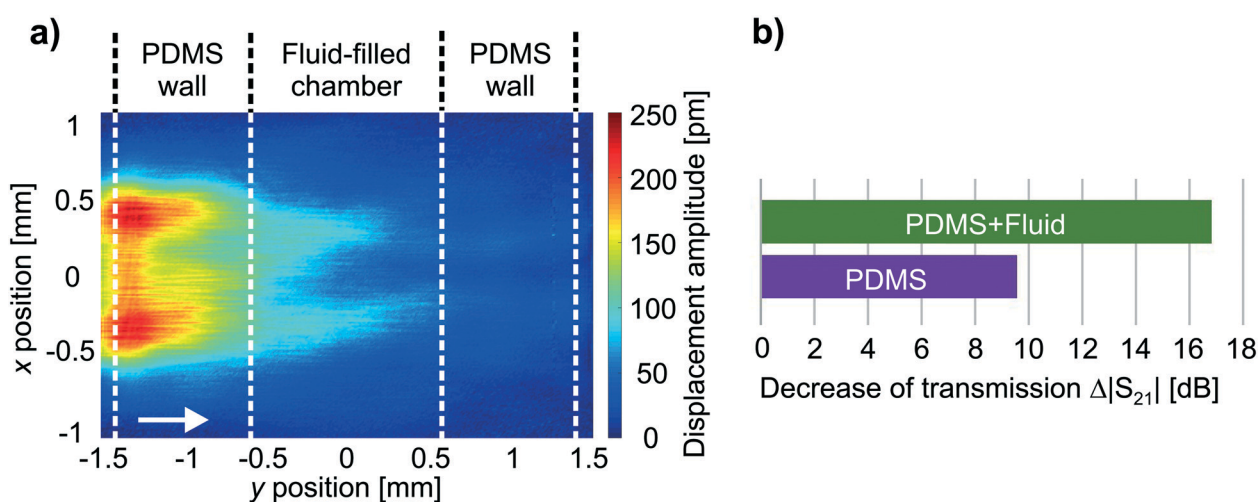 a)
PDMS
wall
Fluid-filled
chamber
PDMS
wall
x position [mm]
1
0.5
0
-0.5
-1
-1.5
-1
-0.5
0
0.5
1
1.5
y position [mm]
250
200
150
100
50
0
Displacement amplitude [pm]
b)
PDMS+Fluid
PDMS
0 2 4 6 8 10 12 14 16 18
Decrease of transmission Δ|S₂₁| [dB]